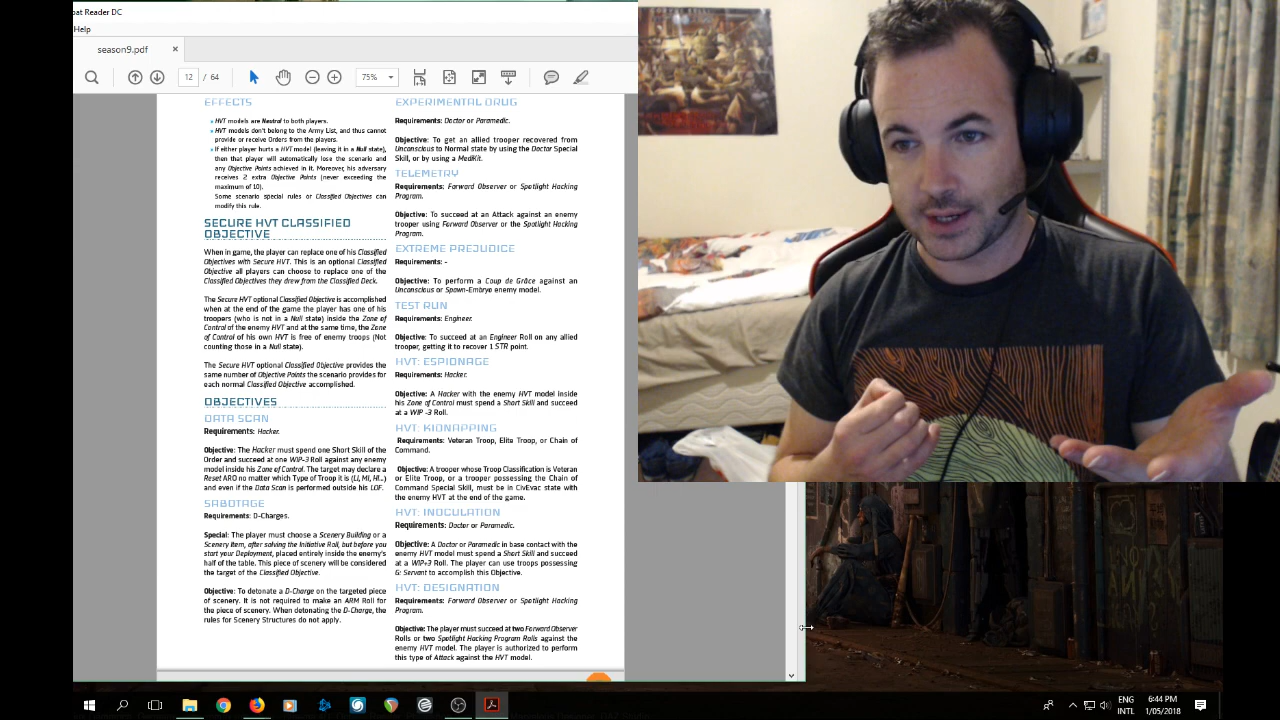 bat Reader DC
Help
season9.pdf
12 / 64
75%
EFFECTS
HVT models are Neutral to both players.
HVT models don't belong to the Army List, and thus cannot
provide or receive Orders from the players.
If either player hurts a HVT model (leaving it in a Null state),
then that player will automatically lose the scenario and
any Objective Points achieved in it. Moreover, his adversary
receives 2 extra Objective Points (never exceeding the
maximum of 10).
Some scenario special rules or Classified Objectives can
modify this rule.
SECURE HVT CLASSIFIED
OBJECTIVE
When in game, the player can replace one of his Classified
Objectives with Secure HVT. This is an optional Classified
Objective all players can choose to replace one of the
Classified Objectives they drew from the Classified Deck.
The Secure HVT optional Classified Objective is accomplished
when at the end of the game the player has one of his
troopers (who is not in a Null state) inside the Zone of
Control of the enemy HVT and at the same time, the Zone
of Control of his own HVT is free of enemy troops (Not
counting those in a Null state).
The Secure HVT optional Classified Objective provides the
same number of Objective Points the scenario provides for
each normal Classified Objective accomplished.
OBJECTIVES
DATA SCAN
Requirements: Hacker.
Objective: The Hacker must spend one Short Skill of the
Order and succeed at one WIP-3 Roll against any enemy
model inside his Zone of Control. The target may declare a
Reset ARO no matter which Type of Troop it is (LI, MI, HI...)
and even if the Data Scan is performed outside his LOF.
SABOTAGE
Requirements: D-Charges.
Special: The player must choose a Scenery Building or a
Scenery Item, after solving the Initiative Roll, but before you
start your Deployment, placed entirely inside the enemy's
half of the table. This piece of scenery will be considered
the target of the Classified Objective.
Objective: To detonate a D-Charge on the targeted piece
of scenery. It is not required to make an ARM Roll for
the piece of scenery. When detonating the D-Charge, the
rules for Scenery Structures do not apply.
EXPERIMENTAL DRUG
Requirements: Doctor or Paramedic.
Objective: To get an allied trooper recovered from
Unconscious to Normal state by using the Doctor Special
Skill, or by using a MediKit.
TELEMETRY
Requirements: Forward Observer or Spotlight Hacking
Program.
Objective: To succeed at an Attack against an enemy
trooper using Forward Observer or the Spotlight Hacking
Program.
EXTREME PREJUDICE
Requirements: -
Objective: To perform a Coup de Grâce against an
Unconscious or Spawn-Embryo enemy model.
TEST RUN
Requirements: Engineer.
Objective: To succeed at an Engineer Roll on any allied
trooper, getting it to recover 1 STR point.
HVT: ESPIONAGE
Requirements: Hacker.
Objective: A Hacker with the enemy HVT model inside
his Zone of Control must spend a Short Skill and succeed
at a WIP -3 Roll.
HVT: KIDNAPPING
Requirements: Veteran Troop, Elite Troop, or Chain of
Command.
Objective: A trooper whose Troop Classification is Veteran
or Elite Troop, or a trooper possessing the Chain of
Command Special Skill, must be in CivEvac state with
the enemy HVT at the end of the game.
HVT: INOCULATION
Requirements: Doctor or Paramedic.
Objective: A Doctor or Paramedic in base contact with the
enemy HVT model must spend a Short Skill and succeed
at a WIP+3 Roll. The player can use troops possessing
G: Servant to accomplish this Objective.
HVT: DESIGNATION
Requirements: Forward Observer or Spotlight Hacking
Program.
Objective: The player must succeed at two Forward Observer
Rolls or two Spotlight Hacking Program Rolls against the
enemy HVT model. The player is authorized to perform
this type of Attack against the HVT model.
ENG
INTL
6:44 PM
1/05/2018